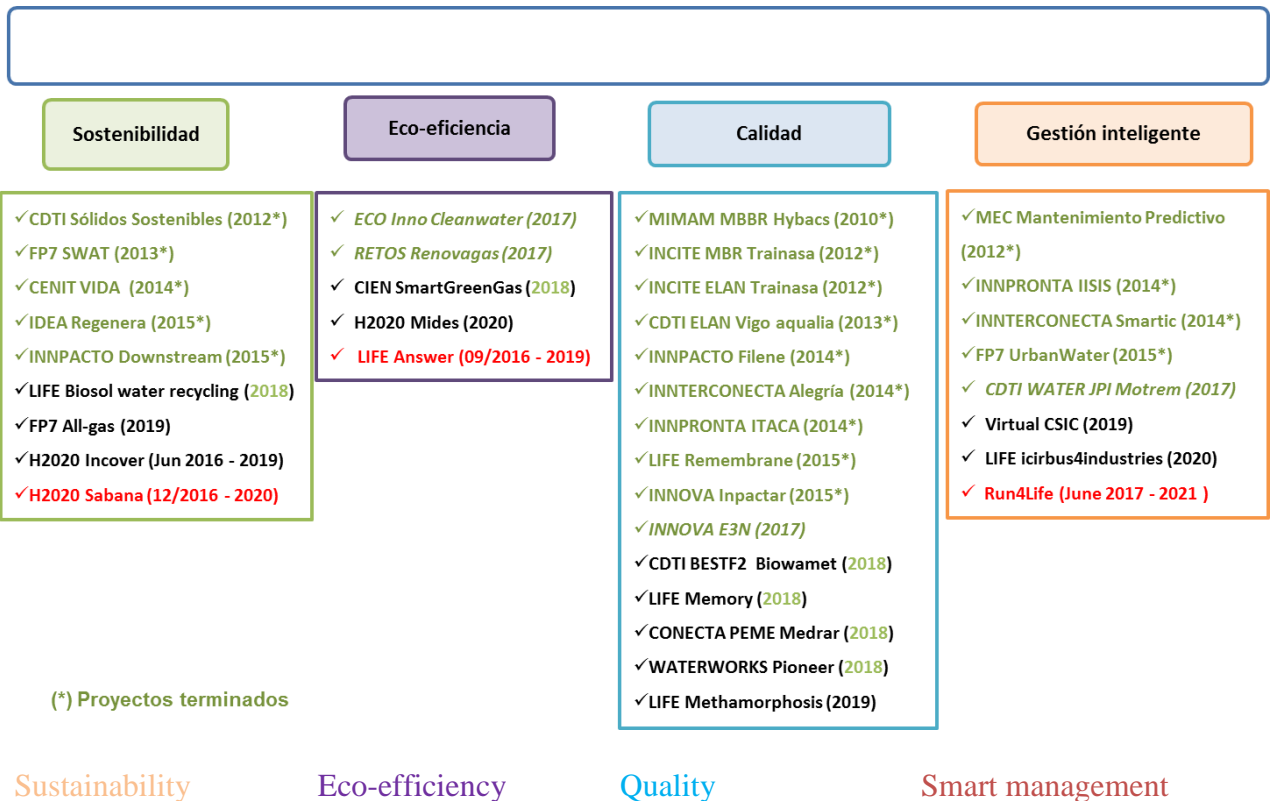 Sostenibilidad
Eco-eficiencia
Calidad
Gestión inteligente
✓CDTI Sólidos Sostenibles (2012*)
✓FP7 SWAT (2013*)
✓CENIT VIDA (2014*)
✓IDEA Regenera (2015*)
✓INNPACTO Downstream (2015*)
✓LIFE Biosol water recycling (2018)
✓FP7 All-gas (2019)
✓H2020 Incover (Jun 2016 - 2019)
✓H2020 Sabana (12/2016 - 2020)
✓ ECO Inno Cleanwater (2017)
✓ RETOS Renovagas (2017)
✓ CIEN SmartGreenGas (2018)
✓ H2020 Mides (2020)
✓ LIFE Answer (09/2016 - 2019)
✓MIMAM MBBR Hybacs (2010*)
✓INCITE MBR Trainasa (2012*)
✓INCITE ELAN Trainasa (2012*)
✓CDTI ELAN Vigo aqualia (2013*)
✓INNPACTO Filene (2014*)
✓INNTERCONECTA Alegría (2014*)
✓INNPRONTA ITACA (2014*)
✓LIFE Remembrane (2015*)
✓INNOVA Inpactar (2015*)
✓INNOVA E3N (2017)
✓CDTI BESTF2 Biowamet (2018)
✓LIFE Memory (2018)
✓CONECTA PEME Medrar (2018)
✓WATERWORKS Pioneer (2018)
✓LIFE Methamorphosis (2019)
✓MEC Mantenimiento Predictivo
(2012*)
✓INNPRONTA IISIS (2014*)
✓INNTERCONECTA Smartic (2014*)
✓FP7 UrbanWater (2015*)
✓ CDTI WATER JPI Motrem (2017)
✓ Virtual CSIC (2019)
✓ LIFE icirbus4industries (2020)
✓ Run4Life (June 2017 - 2021 )
(*) Proyectos terminados
Sustainability
Eco-efficiency
Quality
Smart management